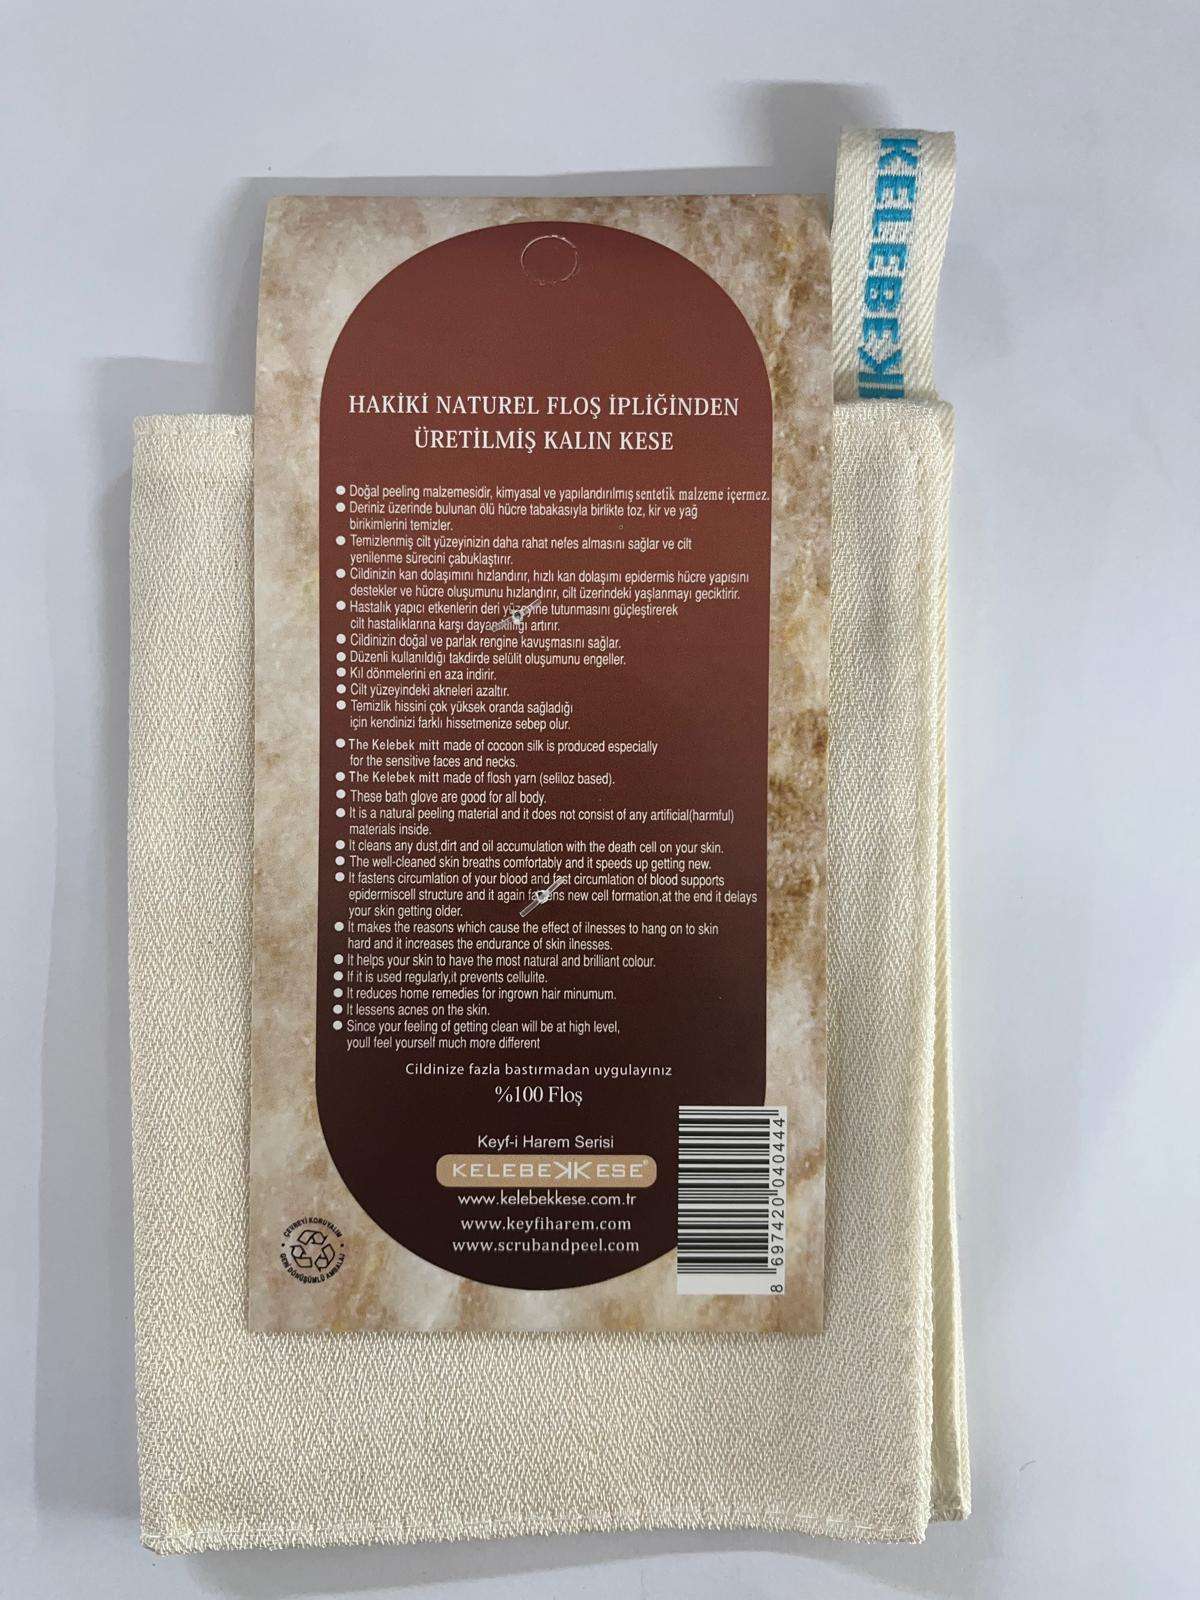 KELEBEK
HAKİKİ NATUREL FLOŞ İPLİĞİNDEN
ÜRETİLMİŞ KALIN KESE
● Doğal peeling malzemesidir, kimyasal ve yapılandırılmış sentetik malzeme içermez.
● Deriniz üzerinde bulunan ölü hücre tabakasıyla birlikte toz, kir ve yağ
birikimlerini temizler.
● Temizlenmiş cilt yüzeyinizin daha rahat nefes almasını sağlar ve cilt
yenilenme sürecini çabuklaştırır.
● Cildinizin kan dolaşımını hızlandırır, hızlı kan dolaşımı epidermis hücre yapısını
destekler ve hücre oluşumunu hızlandırır, cilt üzerindeki yaşlanmayı geciktirir.
● Hastalık yapıcı etkenlerin deri yüzeyine tutunmasını güçleştirerek
cilt hastalıklarına karşı dayanıklılığı artırır.
● Cildinizin doğal ve parlak rengine kavuşmasını sağlar.
● Düzenli kullanıldığı takdirde selülit oluşumunu engeller.
● Kıl dönmelerini en aza indirir.
● Cilt yüzeyindeki akneleri azaltır.
● Temizlik hissini çok yüksek oranda sağladığı
için kendinizi farklı hissetmenize sebep olur.
● The Kelebek mitt made of cocoon silk is produced especially
for the sensitive faces and necks.
● The Kelebek mitt made of flosh yarn (seliloz based).
● These bath glove are good for all body.
● It is a natural peeling material and it does not consist of any artificial(harmful)
materials inside.
● It cleans any dust,dirt and oil accumulation with the death cell on your skin.
● The well-cleaned skin breaths comfortably and it speeds up getting new.
● It fastens circumlation of your blood and fast circumlation of blood supports
epidermiscell structure and it again fastens new cell formation,at the end it delays
your skin getting older.
● It makes the reasons which cause the effect of ilnesses to hang on to skin
hard and it increases the endurance of skin ilnesses.
● It helps your skin to have the most natural and brilliant colour.
● If it is used regularly,it prevents cellulite.
● It reduces home remedies for ingrown hair minumum.
● It lessens acnes on the skin.
● Since your feeling of getting clean will be at high level,
youll feel yourself much more different
Cildinize fazla bastırmadan uygulayınız
%100 Floş
Keyf-i Harem Serisi
KELEBEK KESE®
www.kelebekkese.com.tr
www.keyfiharem.com
www.scrubandpeel.com
ÇEVREYİ KORUYALIM
GERİ DÖNÜŞÜMLÜ AMBALAJ
8 697420 040444